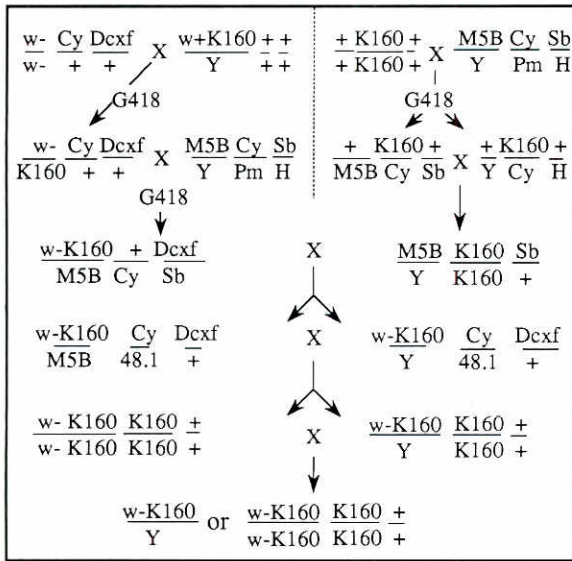 w- Cy Dcxf X w+K160 + + 
w- + + Y + +
G418
w- Cy Dcxf X M5B Cy Sb
K160 + + Y Pm H
G418
w-K160 + Dcxf
M5B Cy Sb
+ K160 + X M5B Cy Sb
+ K160 + Y Pm H
G418
+ K160 + X + K160 +
M5B Cy Sb Y Cy H
M5B K160 Sb
Y K160 +
X
w-K160 Cy Dcxf X w-K160 Cy Dcxf
M5B 48.1 + Y 48.1 +
w- K160 K160 + X w-K160 K160 +
w- K160 K160 + Y K160 +
w-K160 or w-K160 K160 +
Y w-K160 K160 +